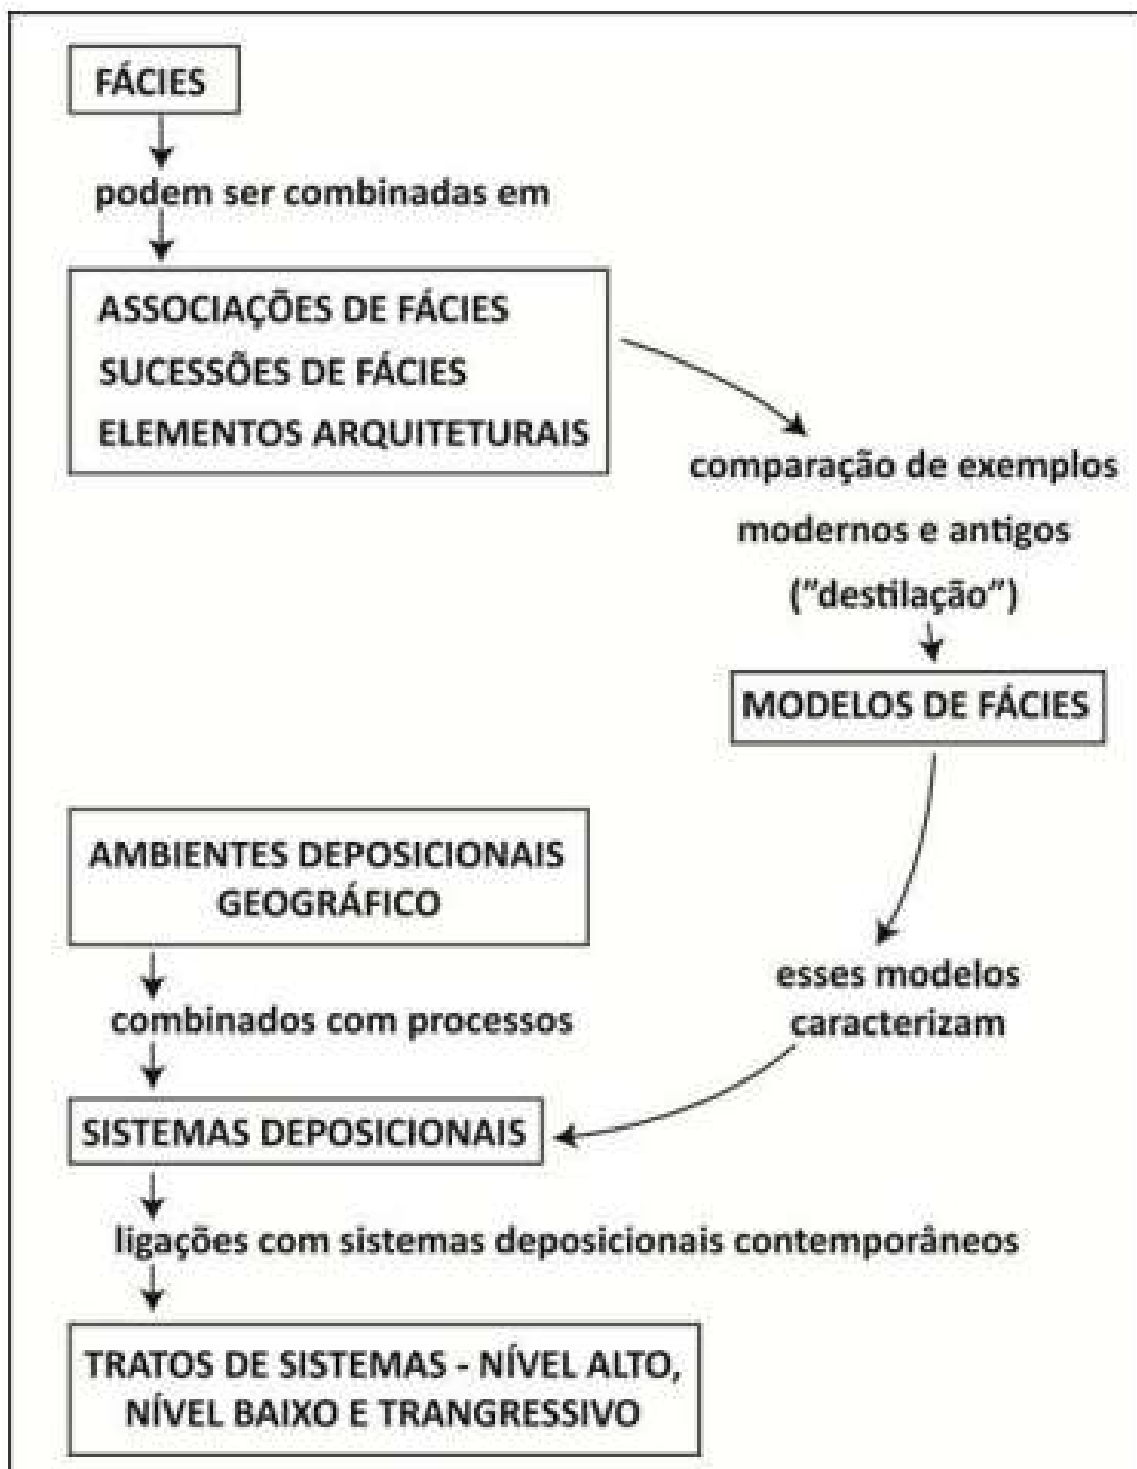 FÁCIES
podem ser combinadas em
ASSOCIAÇÕES DE FÁCIES
SUCESSÕES DE FÁCIES
ELEMENTOS ARQUITETURAIS
comparação de exemplos
modernos e antigos
("destilação")
MODELOS DE FÁCIES
AMBIENTES DEPOSICIONAIS
GEOGRÁFICO
combinados com processos
esses modelos
caracterizam
SISTEMAS DEPOSICIONAIS
ligações com sistemas deposicionais contemporâneos
TRATOS DE SISTEMAS - NÍVEL ALTO,
NÍVEL BAIXO E TRANGRESSIVO